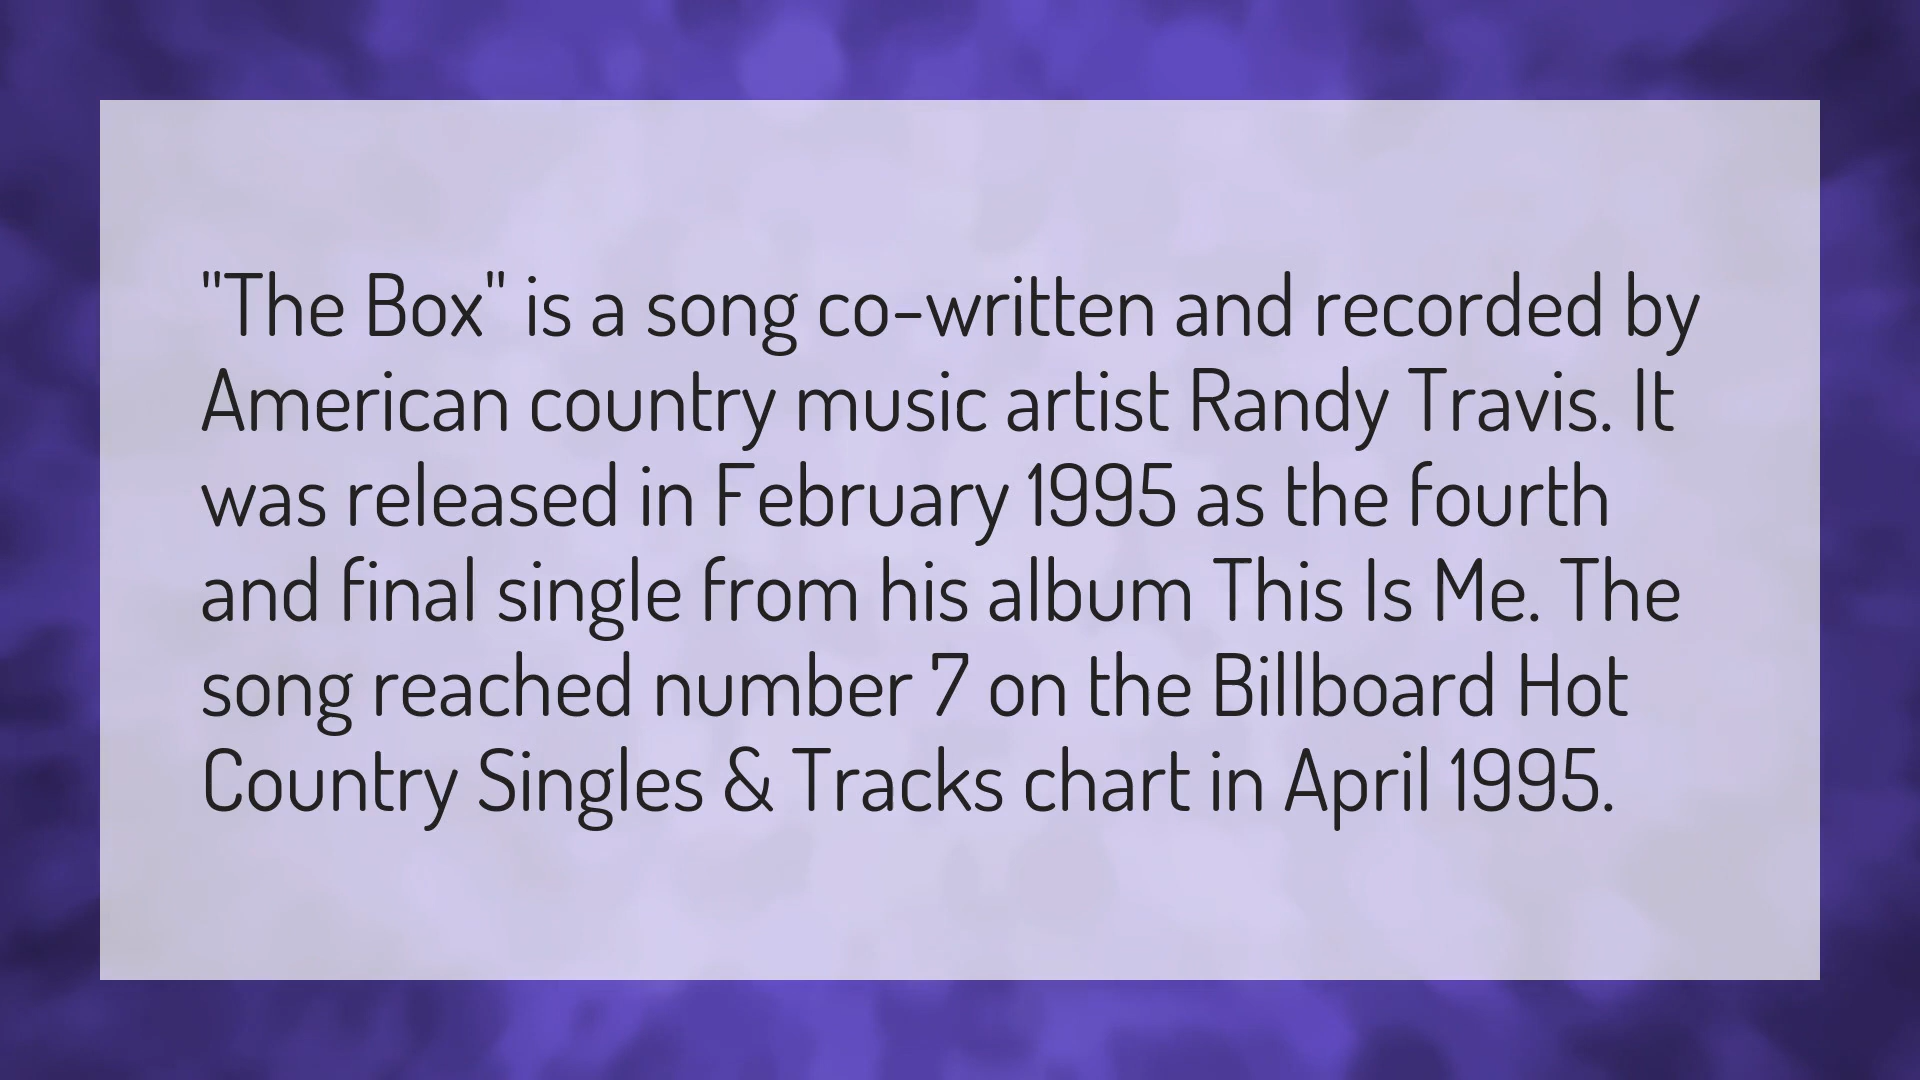 "The Box" is a song co-written and recorded by
American country music artist Randy Travis. It
was released in February 1995 as the fourth
and final single from his album This Is Me. The
song reached number 7 on the Billboard Hot
Country Singles & Tracks chart in April 1995.